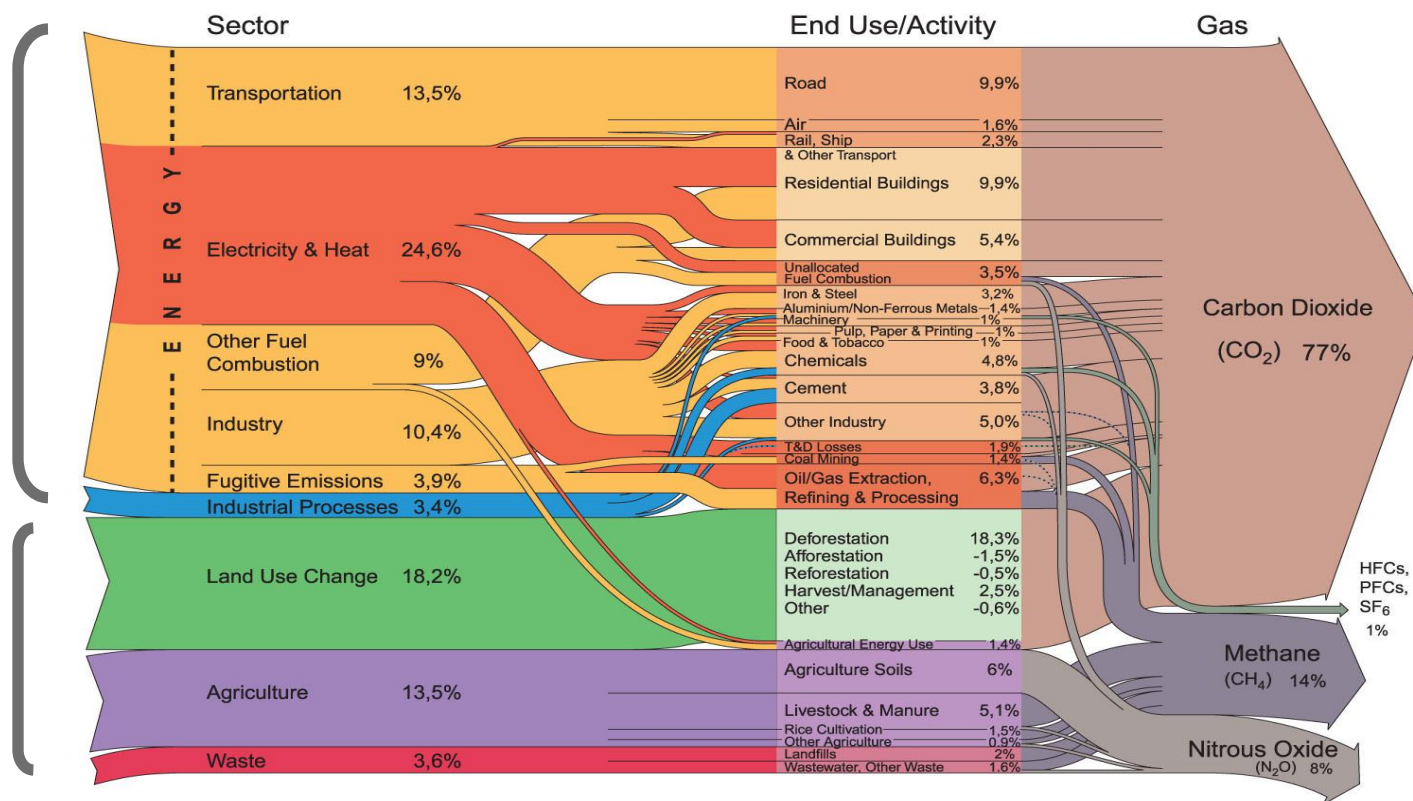 Sector
End Use/Activity
Gas
ENERGY
Transportation 13,5%
Electricity & Heat 24,6%
Other Fuel
Combustion 9%
Industry 10,4%
Fugitive Emissions 3,9%
Industrial Processes 3,4%
Land Use Change 18,2%
Agriculture 13,5%
Waste 3,6%
Road 9,9%
Air 1,6%
Rail, Ship 2,3%
& Other Transport
Residential Buildings 9,9%
Commercial Buildings 5,4%
Unallocated
Fuel Combustion 3,5%
Iron & Steel 3,2%
Aluminium/Non-Ferrous Metals 1,4%
Machinery 1%
Pulp, Paper & Printing 1%
Food & Tobacco 1%
Chemicals 4,8%
Cement 3,8%
Other Industry 5,0%
T&D Losses 1,9%
Coal Mining 1,4%
Oil/Gas Extraction, 6,3%
Refining & Processing
Deforestation 18,3%
Afforestation -1,5%
Reforestation -0,5%
Harvest/Management 2,5%
Other -0,6%
Agricultural Energy Use 1,4%
Agriculture Soils 6%
Livestock & Manure 5,1%
Rice Cultivation 1,5%
Other Agriculture 0,9%
Landfills 2%
Wastewater, Other Waste 1,6%
Carbon Dioxide
(CO₂) 77%
HFCs,
PFCs,
SF₆
1%
Methane
(CH₄) 14%
Nitrous Oxide
(N₂O) 8%